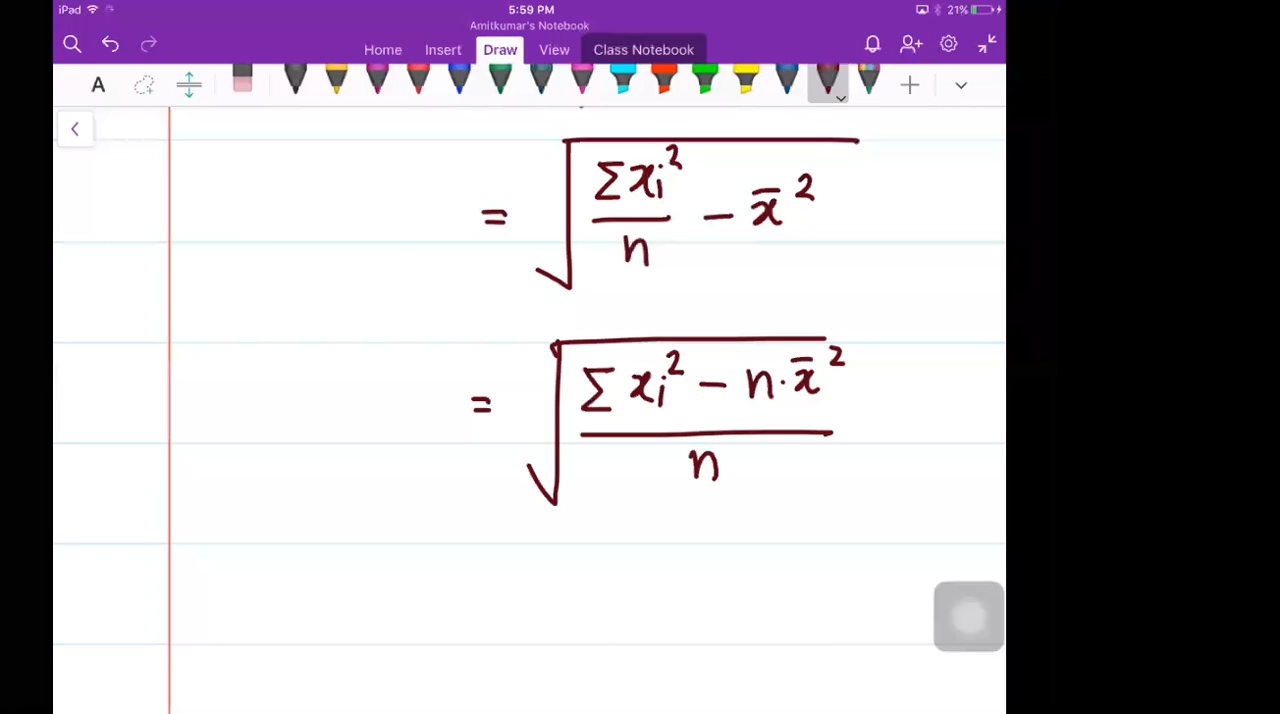 iPad 5:59 PM 21%
Amitkumar's Notebook
Home Insert Draw View Class Notebook
A
= √(Σxi² / n − x̄²)
= √((Σxi² − n·x̄²) / n)